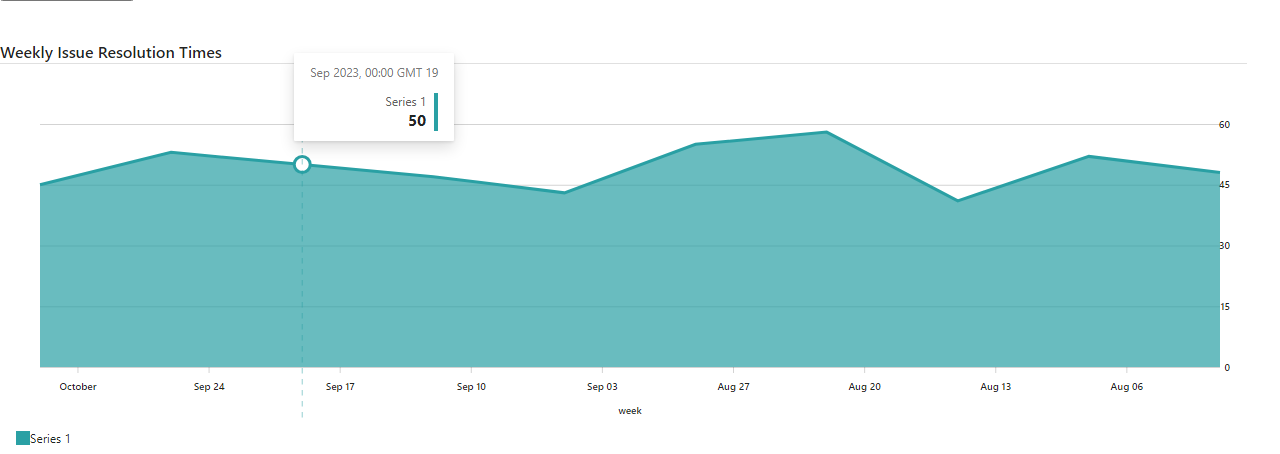 Weekly Issue Resolution Times
Sep 2023, 00:00 GMT 19
Series 1
50
60
45
30
15
0
October Sep 24 Sep 17 Sep 10 Sep 03 Aug 27 Aug 20 Aug 13 Aug 06
week
Series 1